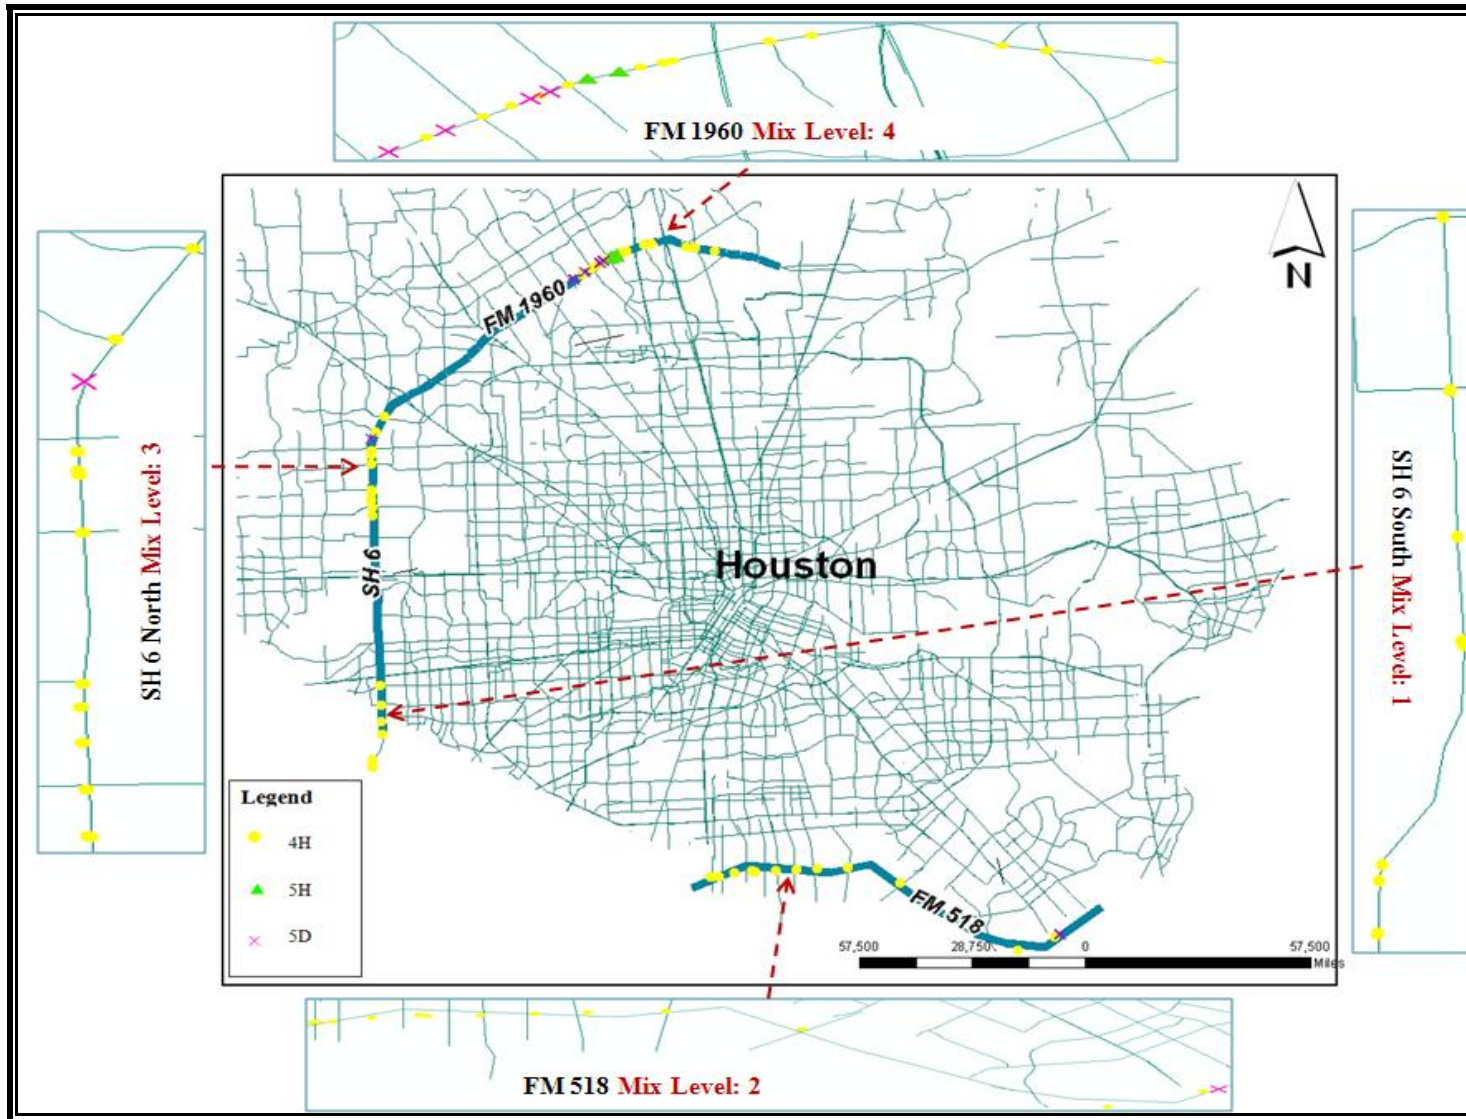 FM 1960 Mix Level: 4
N
FM 1960
SH 6 North Mix Level: 3
SH 6
Houston
SH 6 South Mix Level: 1
Legend
4H
5H
5D
FM 518
57,500 28,750 0 57,500
Miles
FM 518 Mix Level: 2